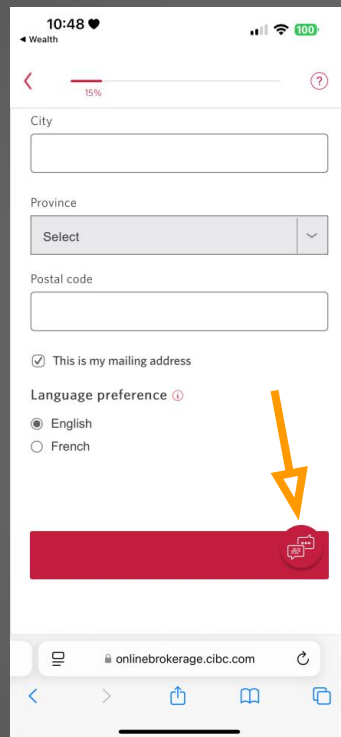 10:48
Wealth
100
15%
?
City
Province
Select
Postal code
This is my mailing address
Language preference
English
French
onlinebrokerage.cibc.com